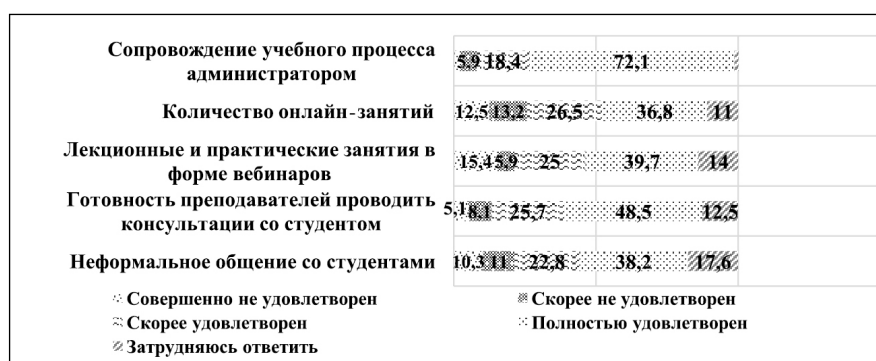 Сопровождение учебного процесса
администратором
5,9 18,4 72,1
Количество онлайн-занятий
12,5 13,2 26,5 36,8 11
Лекционные и практические занятия в
форме вебинаров
15,4 5,9 25 39,7 14
Готовность преподавателей проводить
консультации со студентом
5,1 8,1 25,7 48,5 12,5
Неформальное общение со студентами
10,3 11 22,8 38,2 17,6
Совершенно не удовлетворен
Скорее не удовлетворен
Скорее удовлетворен
Полностью удовлетворен
Затрудняюсь ответить